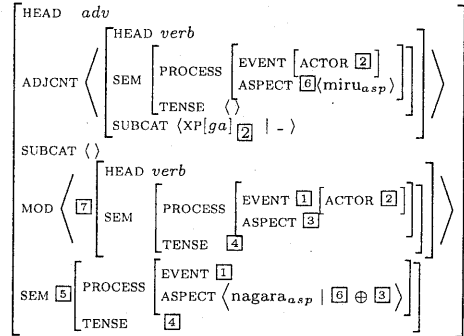 HEAD adv
HEAD verb
ADJCNT
SEM
PROCESS
EVENT [ACTOR 2]
ASPECT 6⟨miru_asp⟩
TENSE ⟨⟩
SUBCAT ⟨XP[ga] 2 | - ⟩
SUBCAT ⟨ ⟩
MOD 7
HEAD verb
SEM
PROCESS
EVENT 1 [ACTOR 2]
ASPECT 3
TENSE 4
SEM 5
PROCESS
EVENT 1
ASPECT ⟨nagara_asp | 6 ⊕ 3⟩
TENSE 4